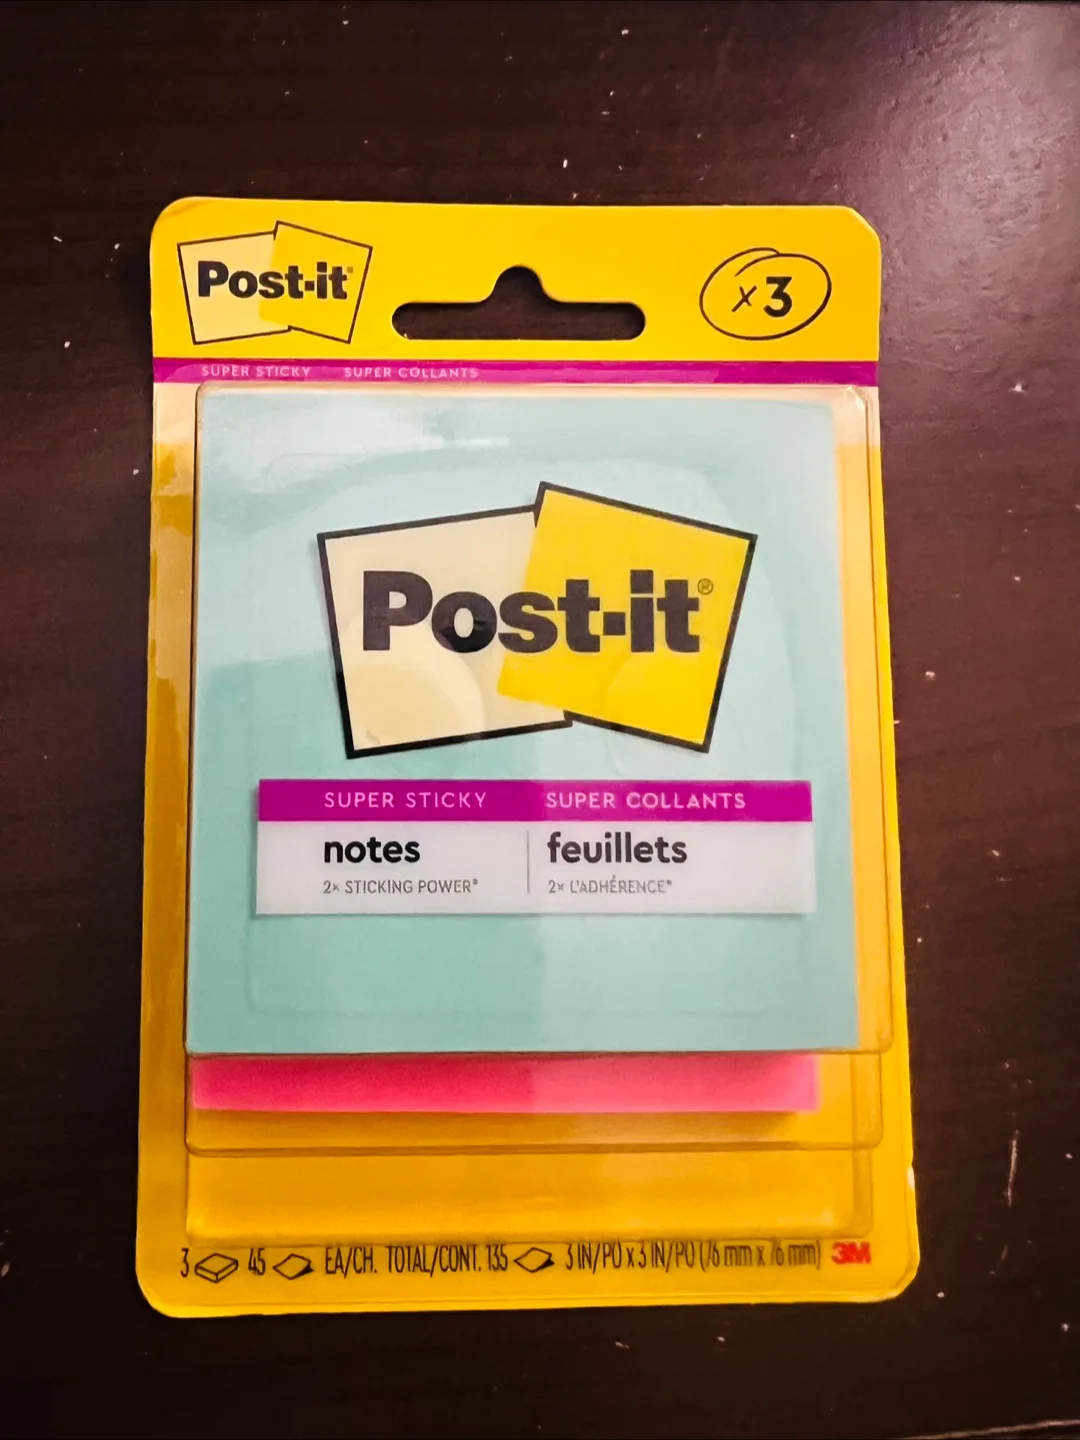 Post-it
x3
SUPER STICKY SUPER COLLANTS
Post-it®
SUPER STICKY SUPER COLLANTS
notes feuillets
2x STICKING POWER* 2x L'ADHÉRENCE*
3 45 EA/CH. TOTAL/CONT. 135 3 IN/PO x 3 IN/PO (76 mm x 76 mm) 3M